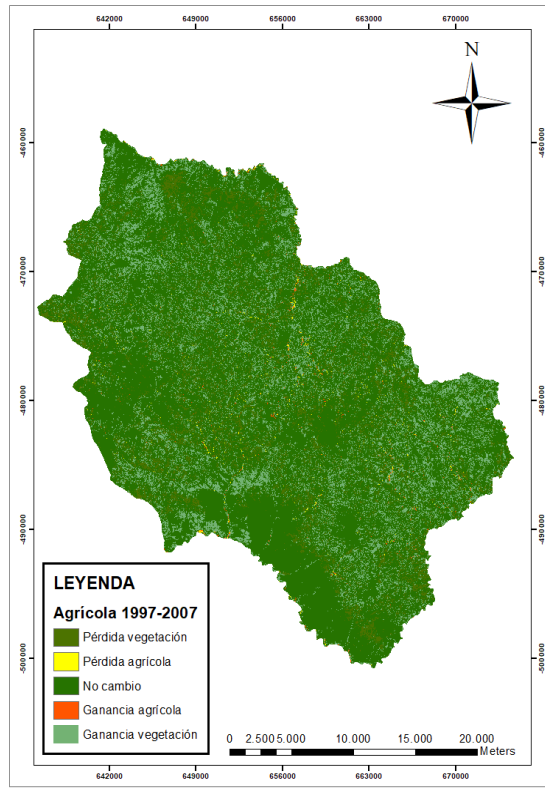 642000 649000 656000 663000 670000
N
-460000 -460000
-470000 -470000
-480000 -480000
-490000 -490000
-500000 -500000
LEYENDA
Agrícola 1997-2007
Pérdida vegetación
Pérdida agrícola
No cambio
Ganancia agrícola
Ganancia vegetación
0 2.500 5.000 10.000 15.000 20.000
Meters
642000 649000 656000 663000 670000